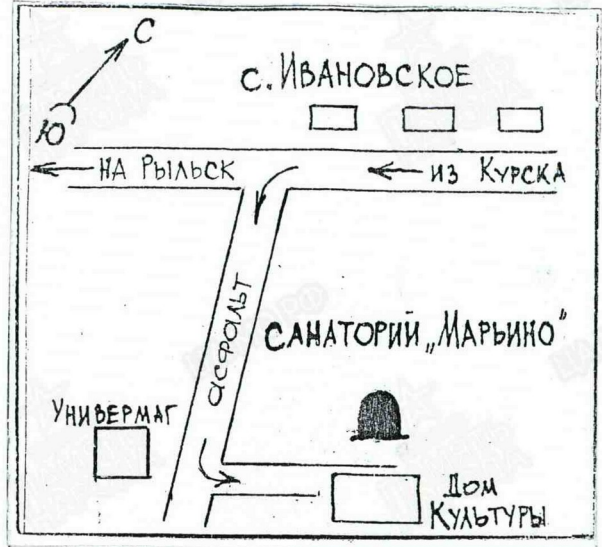 С
Ю
с. Ивановское
на Рыльск
из Курска
асфальт
Санаторий „Марьино"
Универмаг
Дом
Культуры